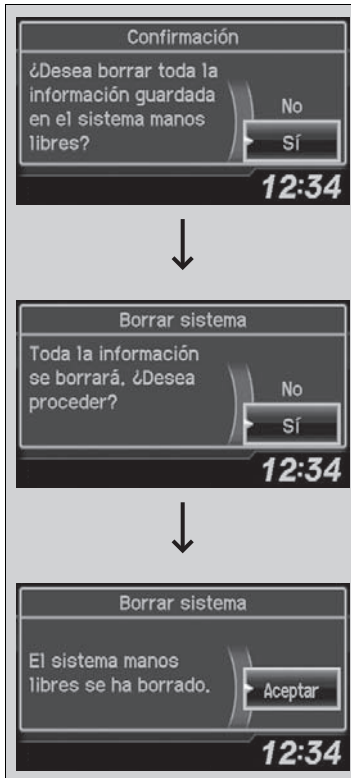 Confirmación
¿Desea borrar toda la
información guardada
en el sistema manos
libres?
No
Sí
12:34
Borrar sistema
Toda la información
se borrará. ¿Desea
proceder?
No
Sí
12:34
Borrar sistema
El sistema manos
libres se ha borrado.
Aceptar
12:34